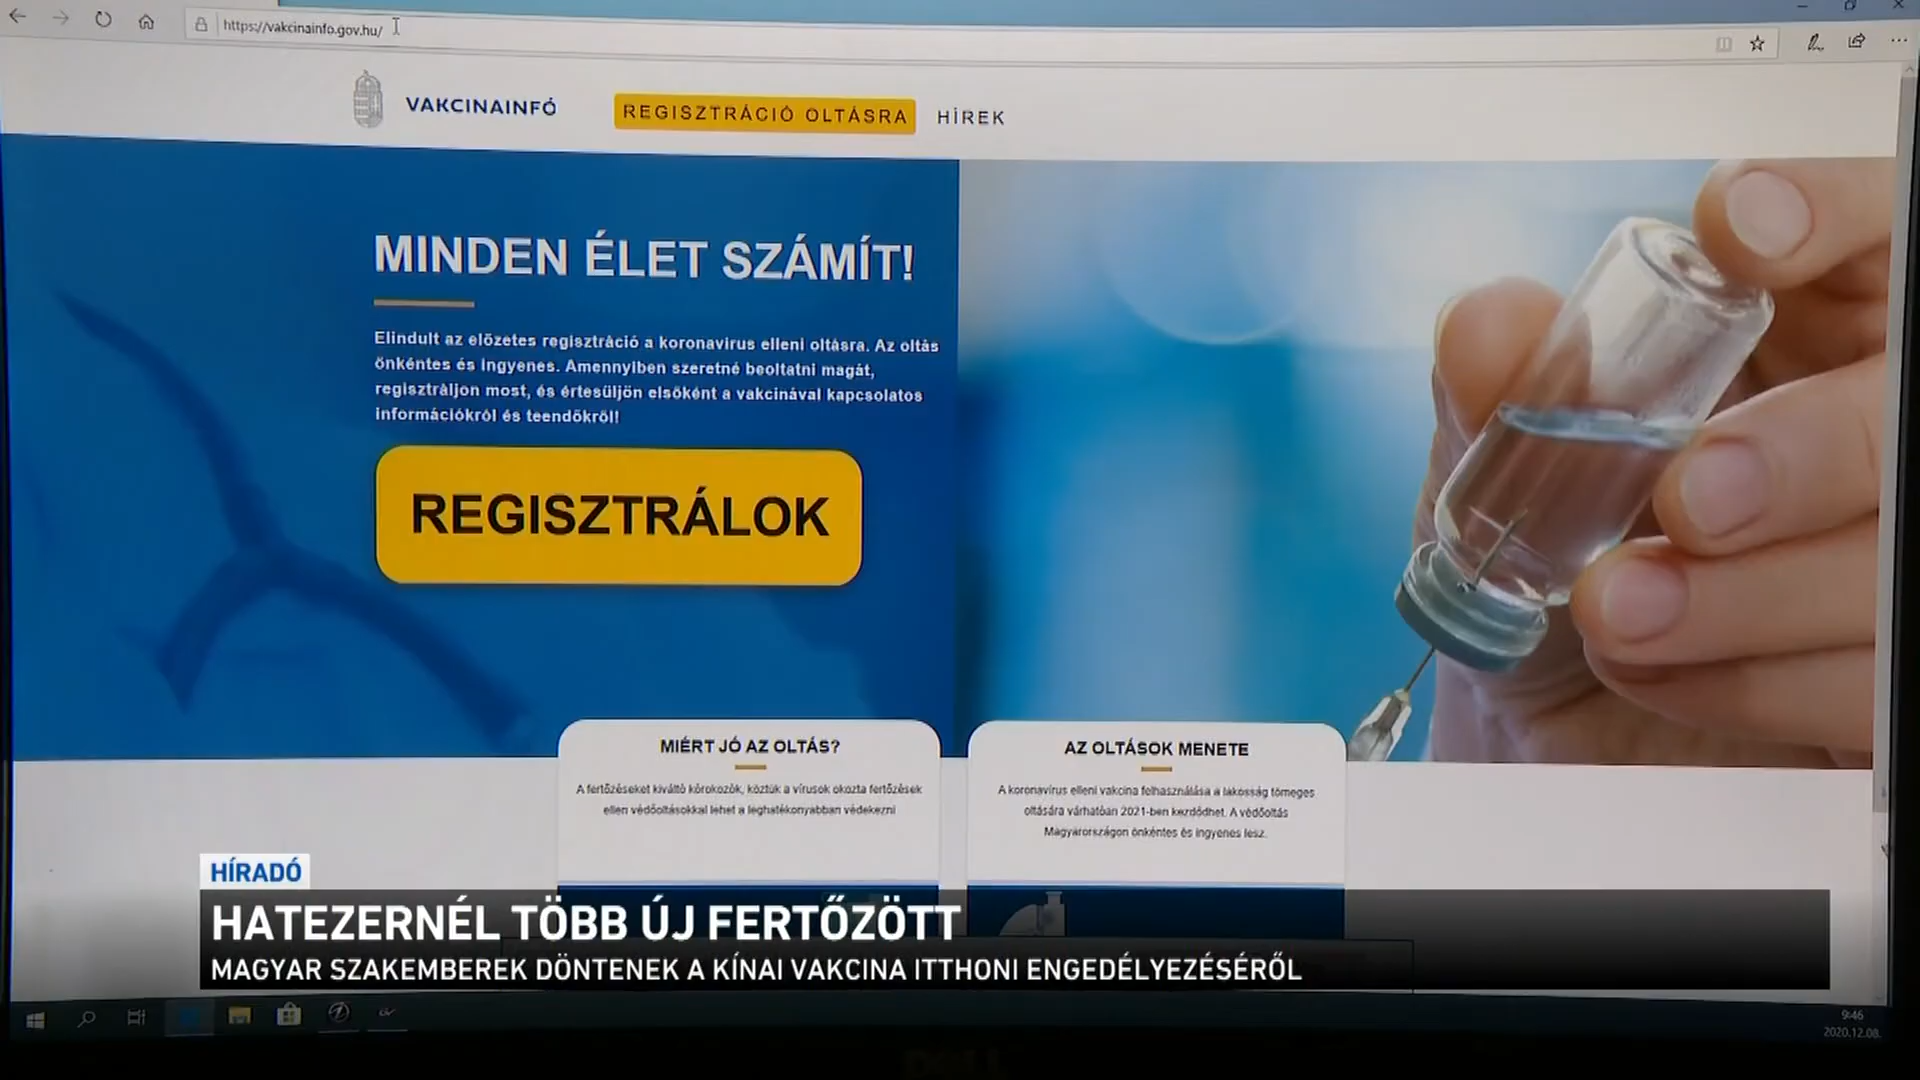 https://vakcinainfo.gov.hu/
VAKCINAINFÓ
REGISZTRÁCIÓ OLTÁSRA
HÍREK
MINDEN ÉLET SZÁMÍT!
Elindult az előzetes regisztráció a koronavírus elleni oltásra. Az oltás
önkéntes és ingyenes. Amennyiben szeretné beoltatni magát,
regisztráljon most, és értesüljön elsőként a vakcinával kapcsolatos
információkról és teendőkről!
REGISZTRÁLOK
MIÉRT JÓ AZ OLTÁS?
A fertőzéseket kiváltó kórokozók, köztük a vírusok okozta fertőzések
ellen védőoltásokkal lehet a leghatékonyabban védekezni
AZ OLTÁSOK MENETE
A koronavírus elleni vakcina felhasználása a lakosság tömeges
oltására várhatóan 2021-ben kezdődhet. A védőoltás
Magyarországon önkéntes és ingyenes lesz.
HÍRADÓ
HATEZERNÉL TÖBB ÚJ FERTŐZÖTT
MAGYAR SZAKEMBEREK DÖNTENEK A KÍNAI VAKCINA ITTHONI ENGEDÉLYEZÉSÉRŐL
9:46
2020.12.08.
DELL